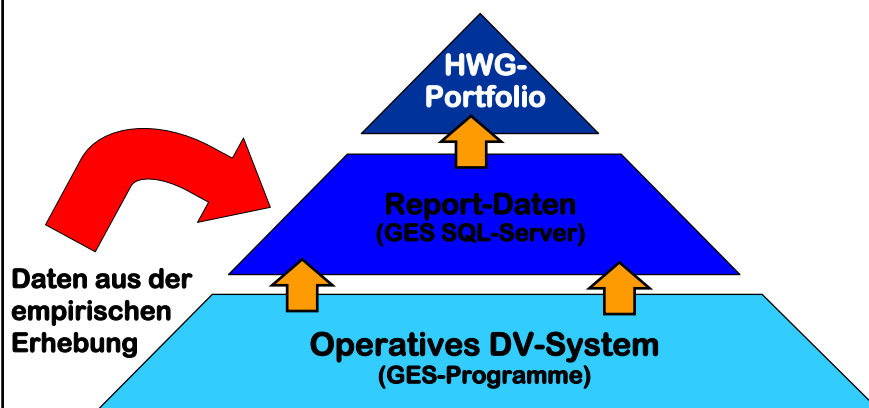 HWG-
Portfolio
Report-Daten
(GES SQL-Server)
Daten aus der
empirischen
Erhebung
Operatives DV-System
(GES-Programme)